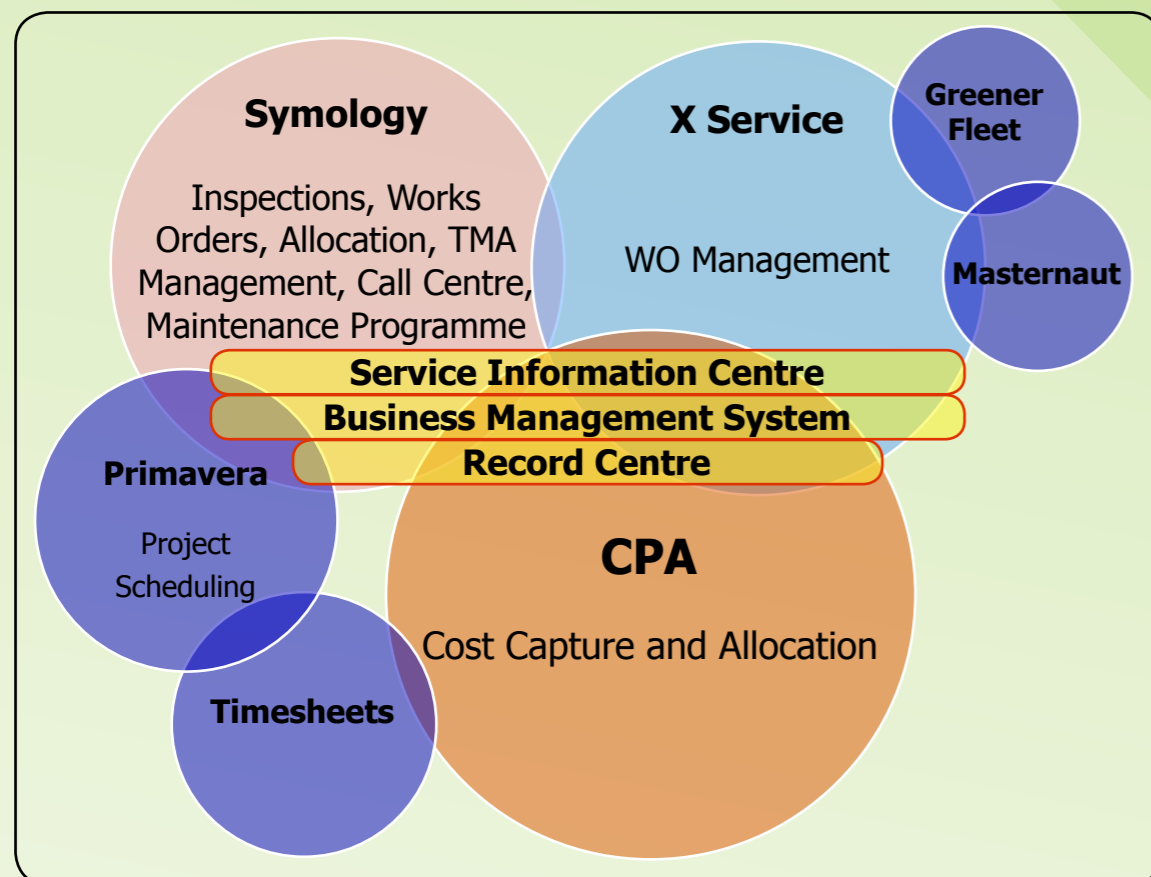 Symology
Inspections, Works
Orders, Allocation, TMA
Management, Call Centre,
Maintenance Programme
X Service
WO Management
Greener
Fleet
Masternaut
Service Information Centre
Business Management System
Record Centre
Primavera
Project
Scheduling
CPA
Cost Capture and Allocation
Timesheets